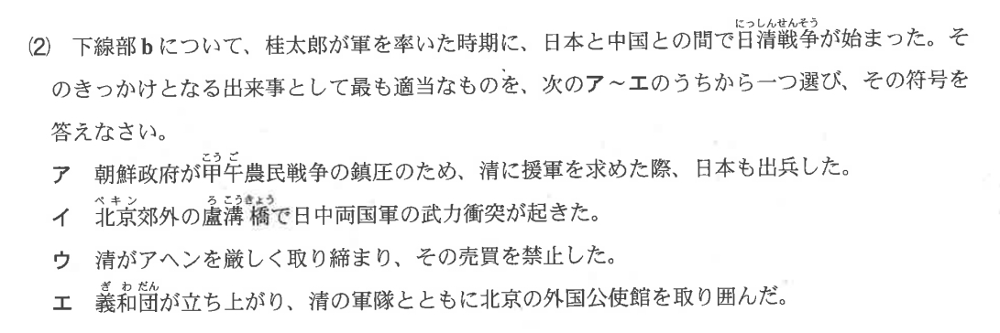 (2) 下線部bについて、桂太郎が軍を率いた時期に、日本と中国との間で日清戦争が始まった。そ
のきっかけとなる出来事として最も適当なものを、次のア～エのうちから一つ選び、その符号を
答えなさい。
ア 朝鮮政府が甲午農民戦争の鎮圧のため、清に援軍を求めた際、日本も出兵した。
イ 北京郊外の盧溝橋で日中両国軍の武力衝突が起きた。
ウ 清がアヘンを厳しく取り締まり、その売買を禁止した。
エ 義和団が立ち上がり、清の軍隊とともに北京の外国公使館を取り囲んだ。